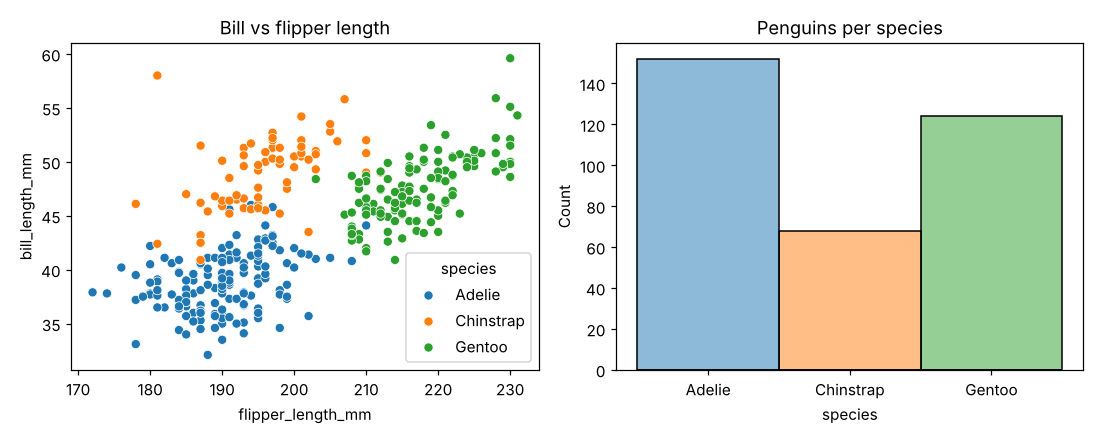 Bill vs flipper length
60
55
50
45
40
35
bill_length_mm
species
Adelie
Chinstrap
Gentoo
170 180 190 200 210 220 230
flipper_length_mm
Penguins per species
140
120
100
80
60
40
20
0
Count
Adelie Chinstrap Gentoo
species